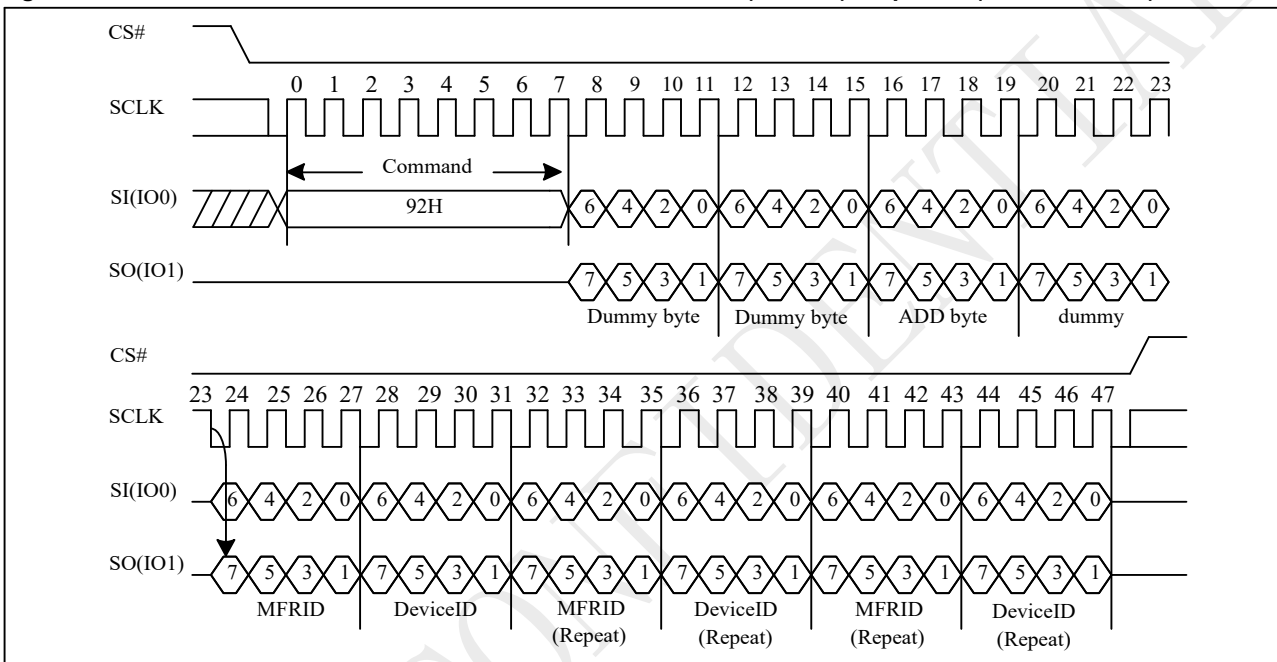 CS#
0 1 2 3 4 5 6 7 8 9 10 11 12 13 14 15 16 17 18 19 20 21 22 23
SCLK
Command
SI(IO0)
92H 6 4 2 0 6 4 2 0 6 4 2 0 6 4 2 0
SO(IO1)
7 5 3 1 7 5 3 1 7 5 3 1 7 5 3 1
Dummy byte Dummy byte ADD byte dummy
CS#
23 24 25 26 27 28 29 30 31 32 33 34 35 36 37 38 39 40 41 42 43 44 45 46 47
SCLK
SI(IO0)
6 4 2 0 6 4 2 0 6 4 2 0 6 4 2 0 6 4 2 0 6 4 2 0
SO(IO1)
7 5 3 1 7 5 3 1 7 5 3 1 7 5 3 1 7 5 3 1 7 5 3 1
MFRID DeviceID MFRID DeviceID MFRID DeviceID
(Repeat) (Repeat) (Repeat) (Repeat)